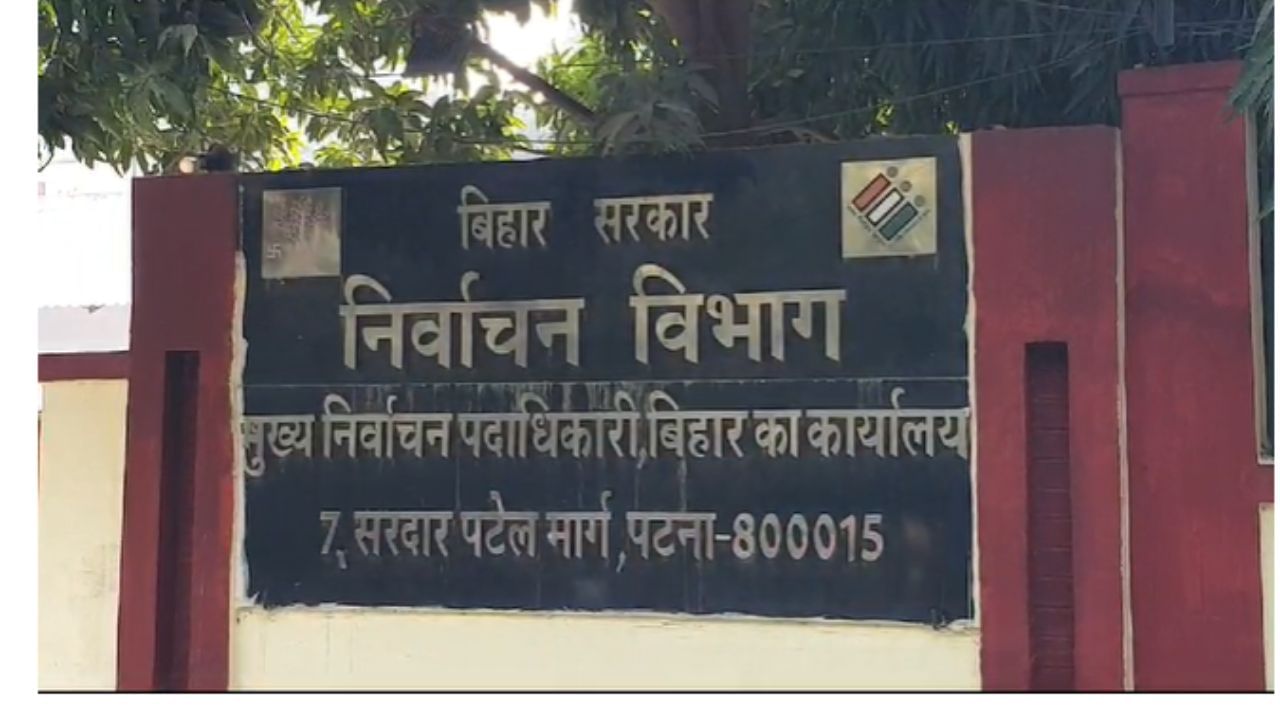 बिहार सरकार
निर्वाचन विभाग
मुख्य निर्वाचन पदाधिकारी,बिहार का कार्यालय
7, सरदार पटेल मार्ग ,पटना-800015